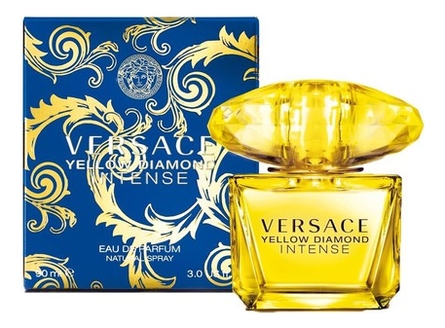 VERSACE
YELLOW DIAMOND
INTENSE
EAU DE PARFUM
NATURAL SPRAY
90 ml ℮ 3.0
VERSACE
YELLOW DIAMOND
INTENSE